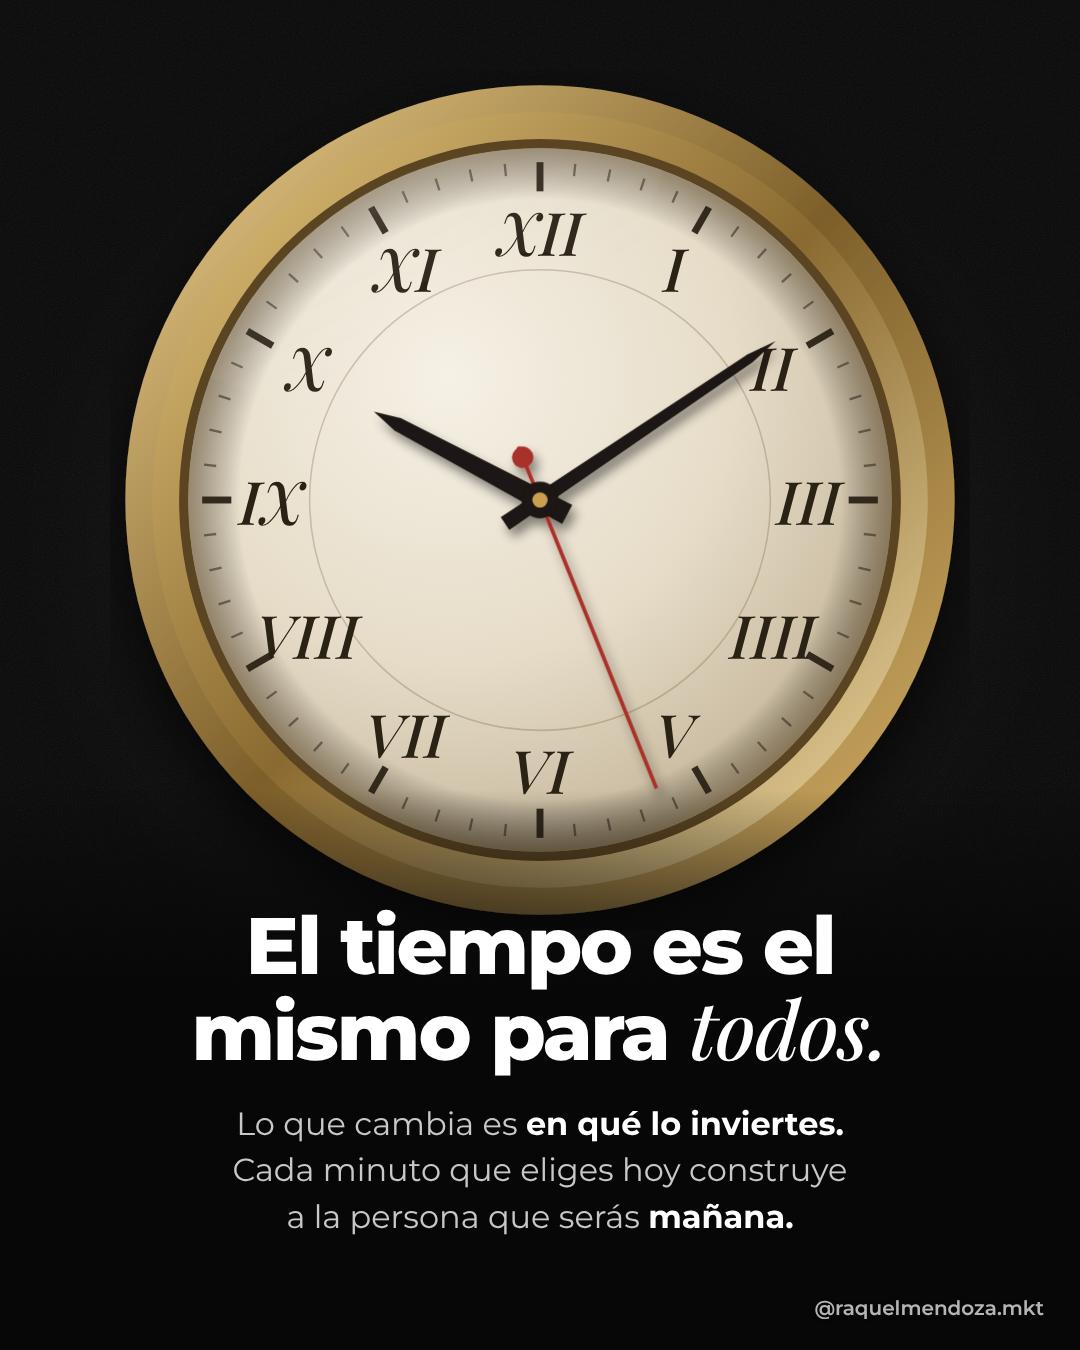 XII
XI
I
X
II
IX
III
VIII
IIII
VII
V
VI
El tiempo es el
mismo para todos.
Lo que cambia es en qué lo inviertes.
Cada minuto que eliges hoy construye
a la persona que serás mañana.
@raquelmendoza.mkt